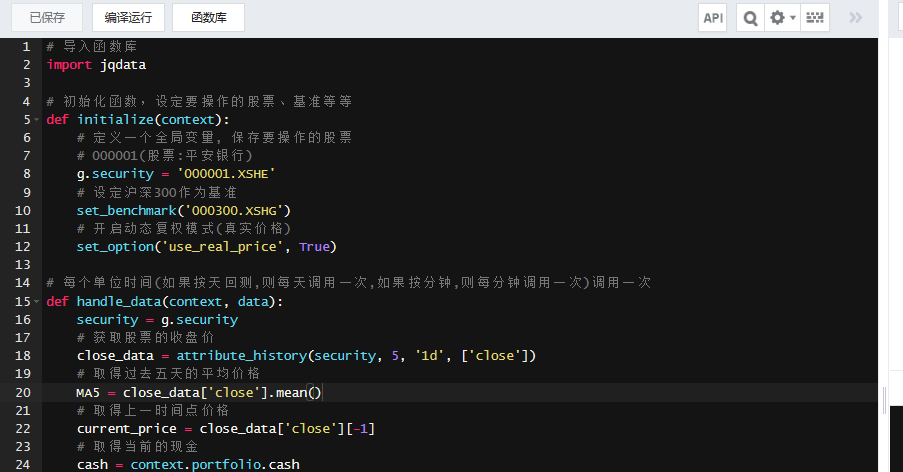 已保存 编译运行 函数库 API
1 # 导入函数库
2 import jqdata
3
4 # 初始化函数，设定要操作的股票、基准等等
5 def initialize(context):
6 # 定义一个全局变量, 保存要操作的股票
7 # 000001(股票:平安银行)
8 g.security = '000001.XSHE'
9 # 设定沪深300作为基准
10 set_benchmark('000300.XSHG')
11 # 开启动态复权模式(真实价格)
12 set_option('use_real_price', True)
13
14 # 每个单位时间(如果按天回测,则每天调用一次,如果按分钟,则每分钟调用一次)调用一次
15 def handle_data(context, data):
16 security = g.security
17 # 获取股票的收盘价
18 close_data = attribute_history(security, 5, '1d', ['close'])
19 # 取得过去五天的平均价格
20 MA5 = close_data['close'].mean()
21 # 取得上一时间点价格
22 current_price = close_data['close'][-1]
23 # 取得当前的现金
24 cash = context.portfolio.cash